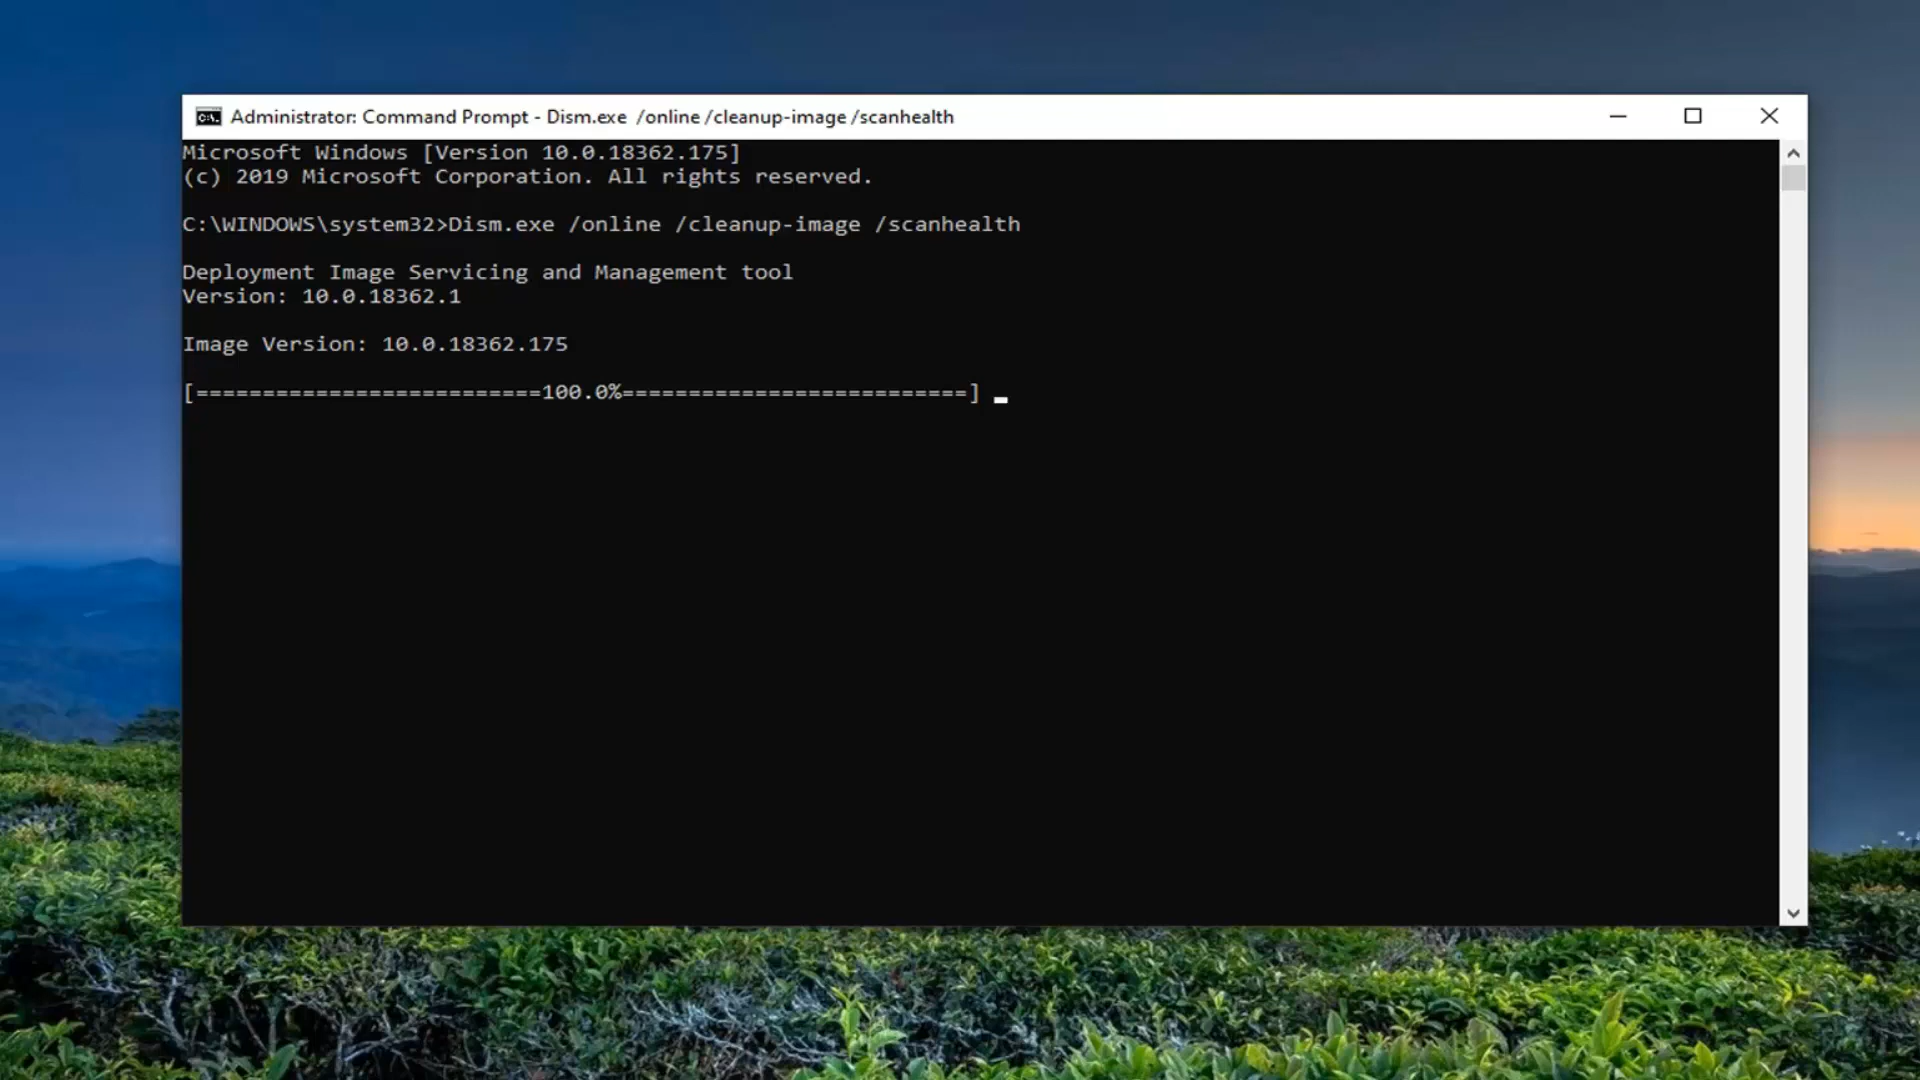 Administrator: Command Prompt - Dism.exe /online /cleanup-image /scanhealth
Microsoft Windows [Version 10.0.18362.175]
(c) 2019 Microsoft Corporation. All rights reserved.
C:\WINDOWS\system32>Dism.exe /online /cleanup-image /scanhealth
Deployment Image Servicing and Management tool
Version: 10.0.18362.1
Image Version: 10.0.18362.175
[==========================100.0%==========================]